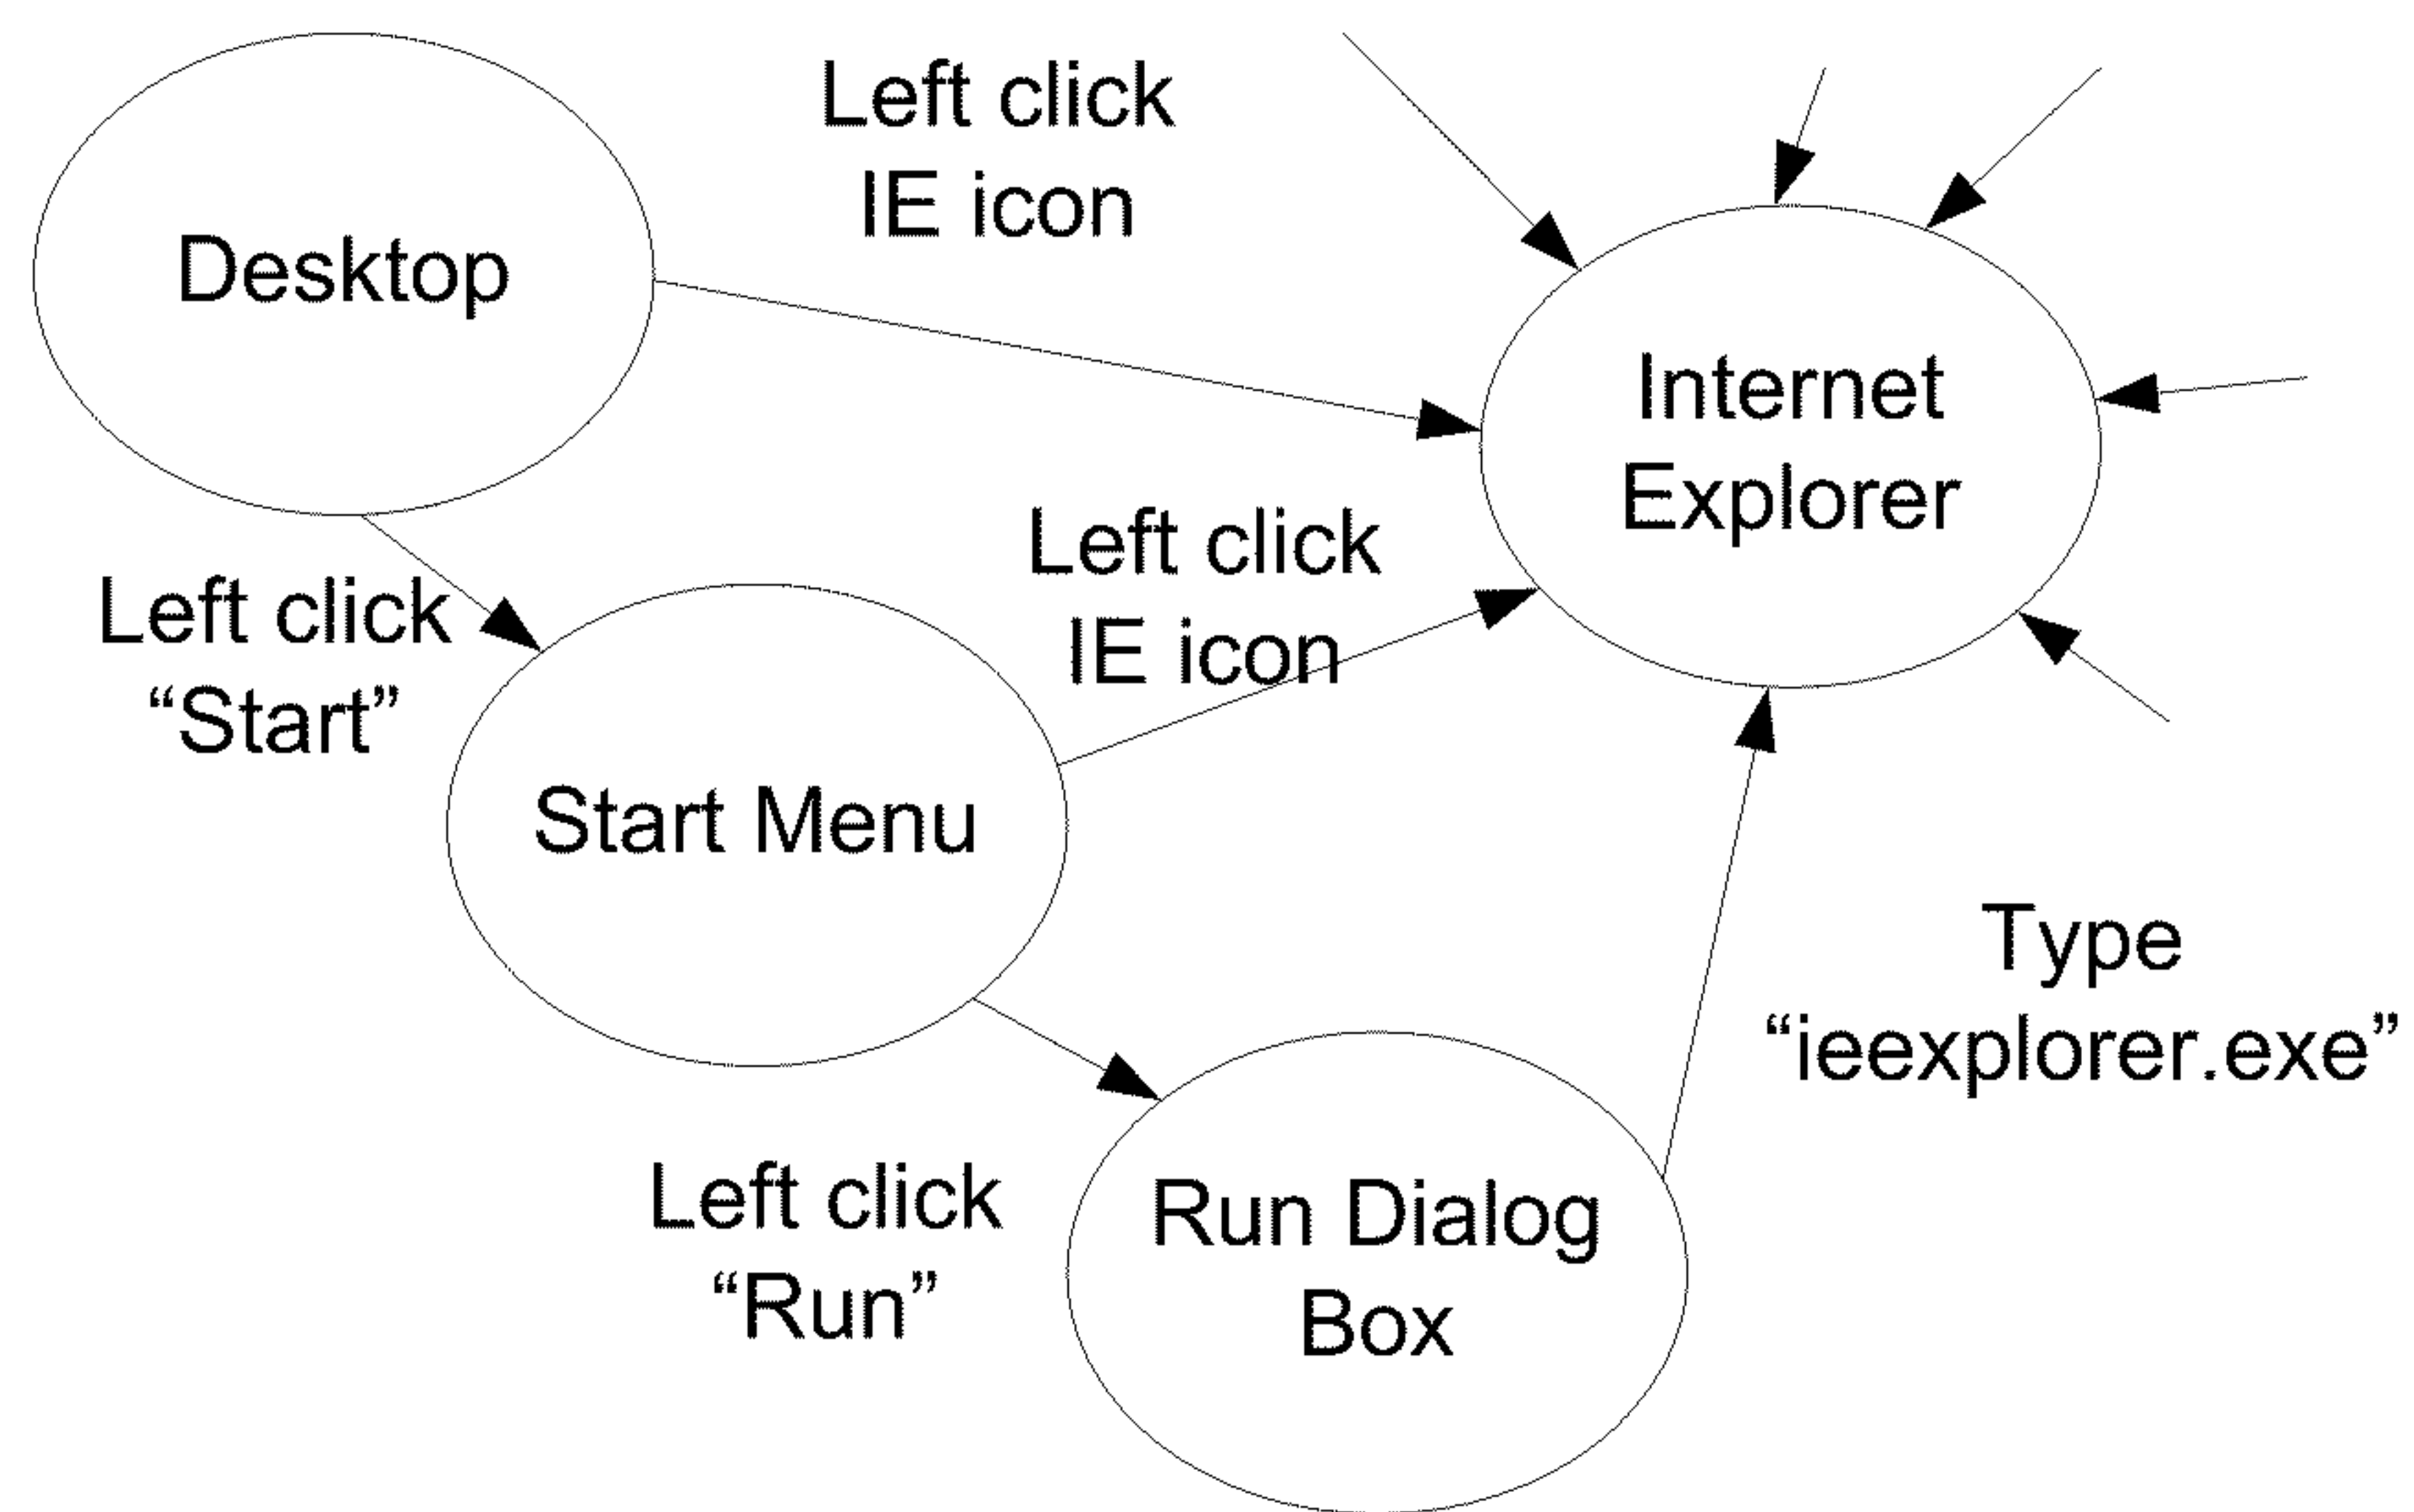 Left click
IE icon
Desktop
Internet
Explorer
Left click
IE icon
Left click
“Start”
Start Menu
Type
“ieexplorer.exe”
Left click
“Run”
Run Dialog
Box